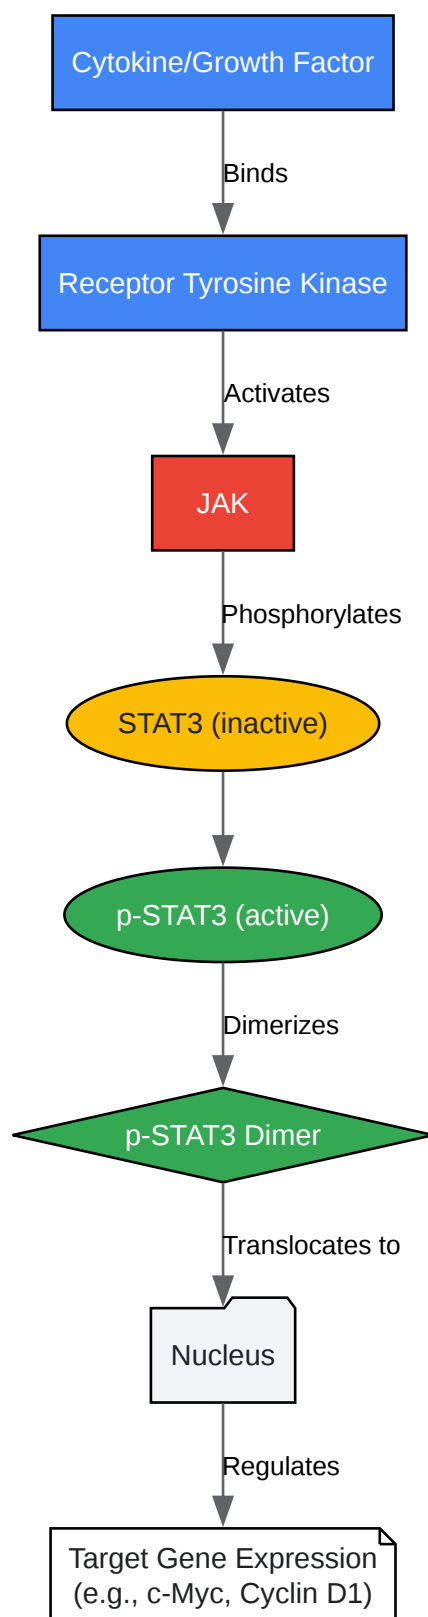 Cytokine/Growth Factor
Binds
Receptor Tyrosine Kinase
Activates
JAK
Phosphorylates
STAT3 (inactive)
p-STAT3 (active)
Dimerizes
p-STAT3 Dimer
Translocates to
Nucleus
Regulates
Target Gene Expression
(e.g., c-Myc, Cyclin D1)